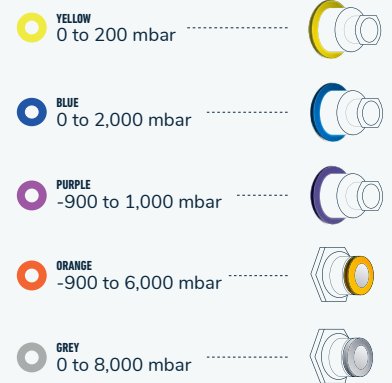 YELLOW
0 to 200 mbar
BLUE
0 to 2,000 mbar
PURPLE
-900 to 1,000 mbar
ORANGE
-900 to 6,000 mbar
GREY
0 to 8,000 mbar